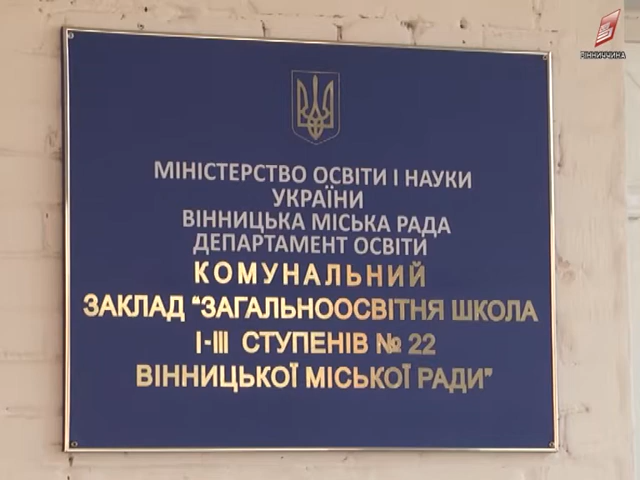 ВІННИЧЧИНА
МІНІСТЕРСТВО ОСВІТИ І НАУКИ
УКРАЇНИ
ВІННИЦЬКА МІСЬКА РАДА
ДЕПАРТАМЕНТ ОСВІТИ
КОМУНАЛЬНИЙ
ЗАКЛАД "ЗАГАЛЬНООСВІТНЯ ШКОЛА
І-ІІІ СТУПЕНІВ № 22
ВІННИЦЬКОЇ МІСЬКОЇ РАДИ"